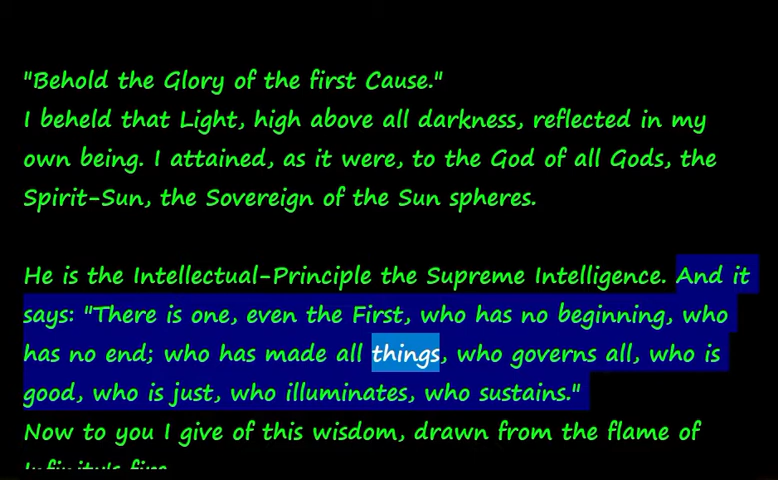 "Behold the Glory of the first Cause."
I beheld that Light, high above all darkness, reflected in my
own being. I attained, as it were, to the God of all Gods, the
Spirit-Sun, the Sovereign of the Sun spheres.
He is the Intellectual-Principle the Supreme Intelligence. And it
says: "There is one, even the First, who has no beginning, who
has no end; who has made all things, who governs all, who is
good, who is just, who illuminates, who sustains."
Now to you I give of this wisdom, drawn from the flame of
Infinity's fire